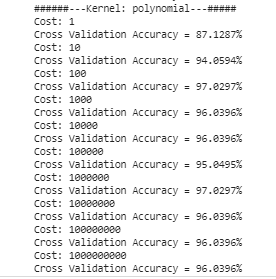 ######---Kernel: polynomial---#####
Cost: 1
Cross Validation Accuracy = 87.1287%
Cost: 10
Cross Validation Accuracy = 94.0594%
Cost: 100
Cross Validation Accuracy = 97.0297%
Cost: 1000
Cross Validation Accuracy = 96.0396%
Cost: 10000
Cross Validation Accuracy = 96.0396%
Cost: 100000
Cross Validation Accuracy = 95.0495%
Cost: 1000000
Cross Validation Accuracy = 97.0297%
Cost: 10000000
Cross Validation Accuracy = 96.0396%
Cost: 100000000
Cross Validation Accuracy = 96.0396%
Cost: 1000000000
Cross Validation Accuracy = 96.0396%